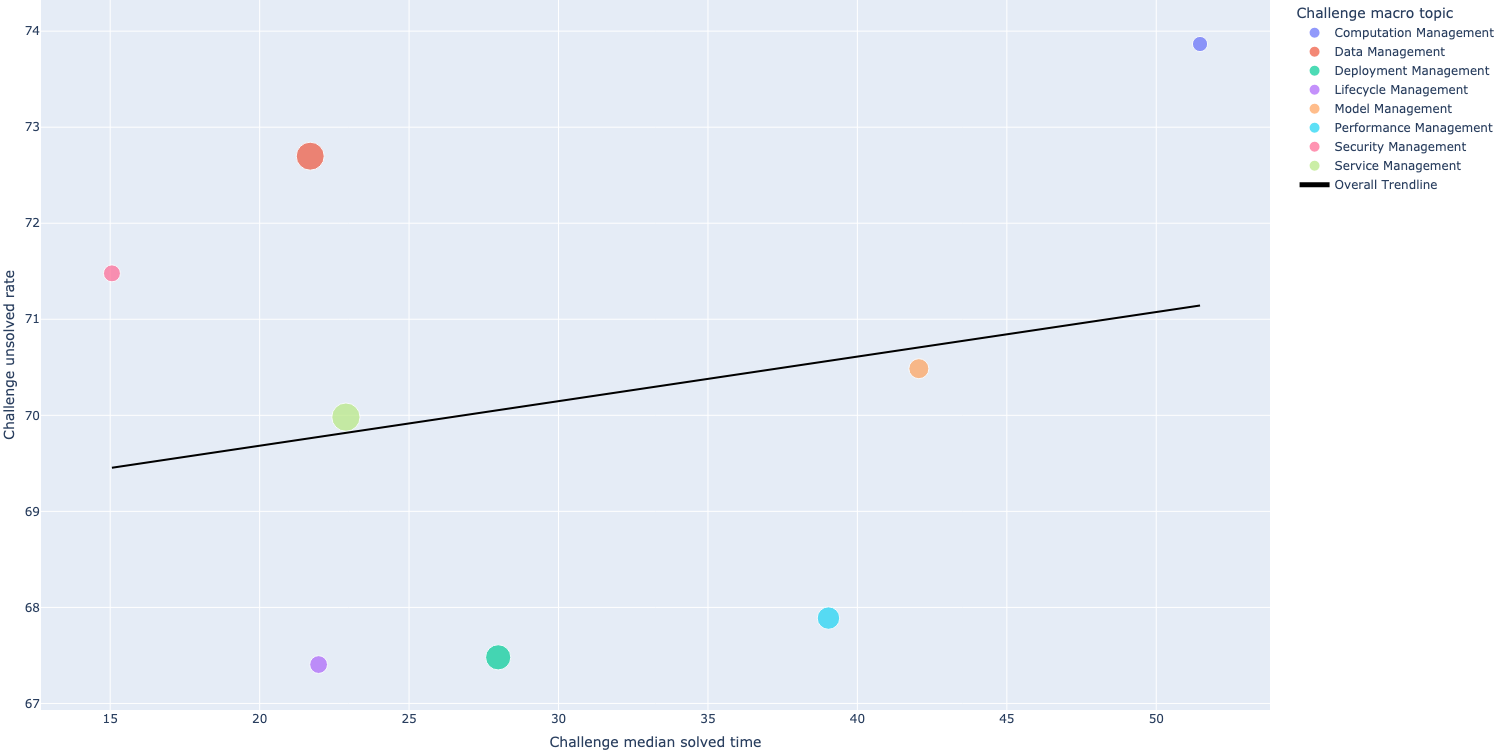 Challenge unsolved rate
74
73
72
71
70
69
68
67
15 20 25 30 35 40 45 50
Challenge median solved time
Challenge macro topic
Computation Management
Data Management
Deployment Management
Lifecycle Management
Model Management
Performance Management
Security Management
Service Management
Overall Trendline